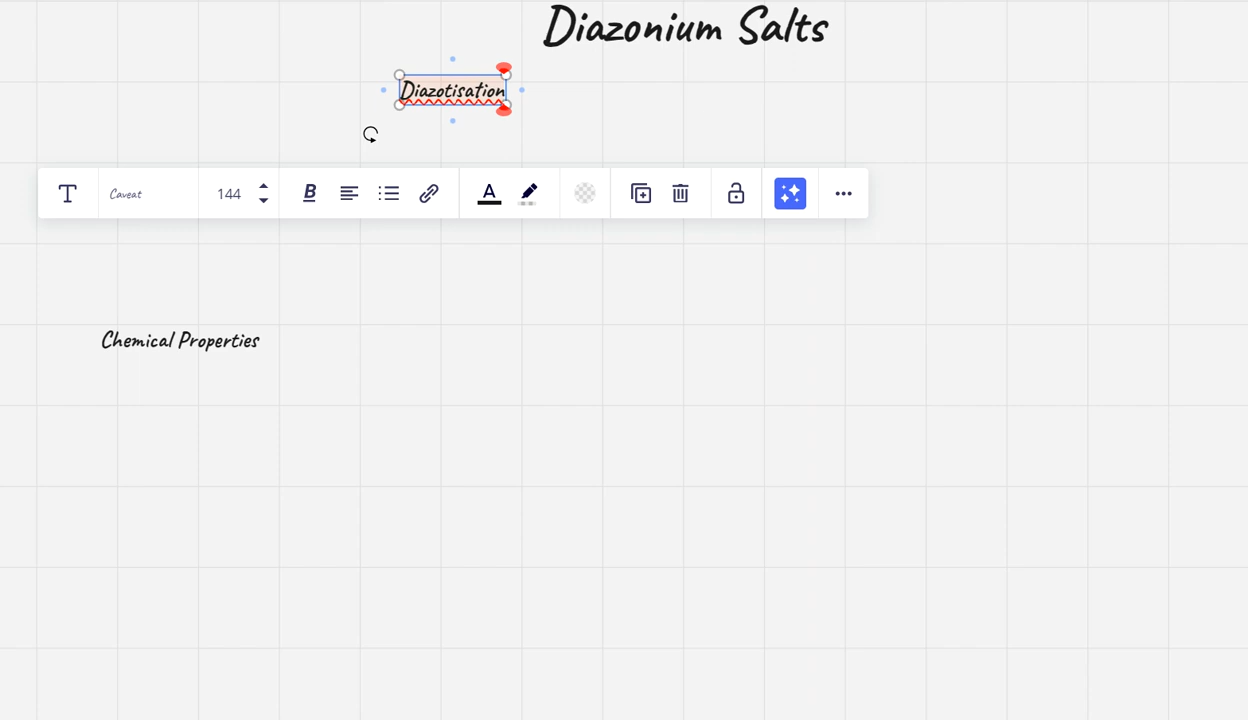 Diazonium Salts
Diazotisation
Caveat 144 B A
Chemical Properties